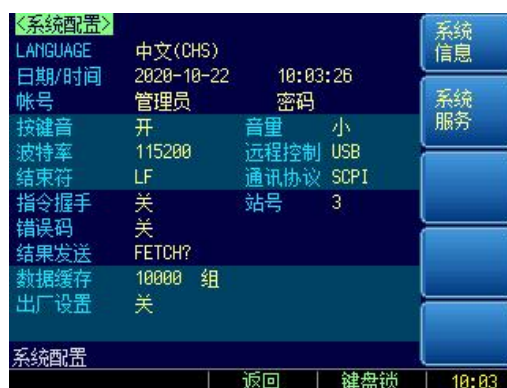 <系统配置>
LANGUAGE 中文(CHS)
日期/时间 2020-10-22 10:03:26
帐号 管理员 密码
按键音 开 音量 小
波特率 115200 远程控制 USB
结束符 LF 通讯协议 SCPI
指令握手 关 站号 3
错误码 关
结果发送 FETCH?
数据缓存 10000 组
出厂设置 关
系统配置
系统
信息
系统
服务
返回 键盘锁 10:03